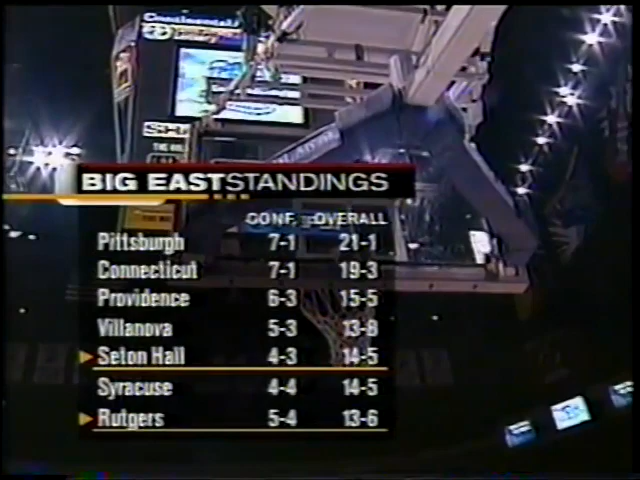 Continental
BIG EAST STANDINGS
CONF. OVERALL
Pittsburgh 7-1 21-1
Connecticut 7-1 19-3
Providence 6-3 15-5
Villanova 5-3 13-8
Seton Hall 4-3 14-5
Syracuse 4-4 14-5
Rutgers 5-4 13-6